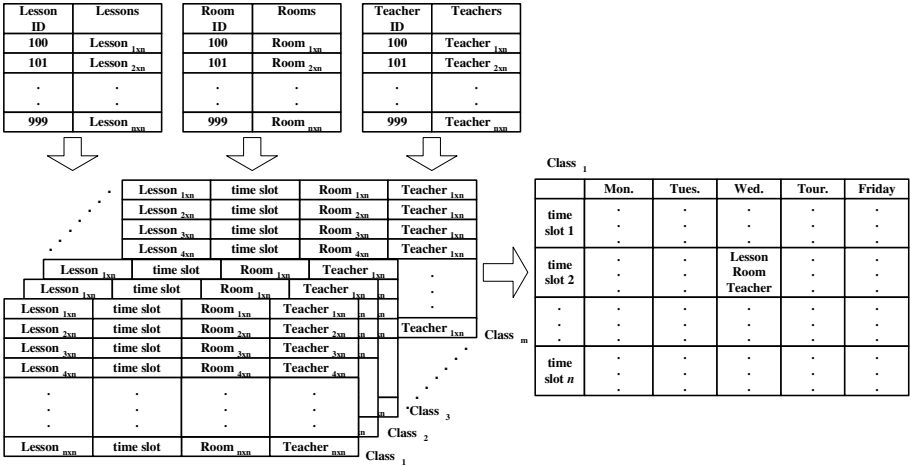 Lesson ID Lessons
100 Lesson 1xn
101 Lesson 2xn
. .
. .
999 Lesson nxn
Room ID Rooms
100 Room 1xn
101 Room 2xn
. .
. .
999 Room nxn
Teacher ID Teachers
100 Teacher 1xn
101 Teacher 2xn
. .
. .
999 Teacher nxn
Lesson 1xn time slot Room 1xn Teacher 1xn
Lesson 2xn time slot Room 2xn Teacher 1xn
Lesson 3xn time slot Room 3xn Teacher 1xn
Lesson 4xn time slot Room 4xn Teacher 1xn
Teacher 1xn
Class m
Lesson 1xn time slot Room 1xn Teacher 1xn
Class 3
Lesson 1xn time slot Room 1xn Teacher 1xn
Class 2
Lesson 1xn time slot Room 1xn Teacher 1xn
Lesson 2xn time slot Room 2xn Teacher 2xn
Lesson 3xn time slot Room 3xn Teacher 3xn
Lesson 4xn time slot Room 4xn Teacher 4xn
. . . .
. . . .
. . . .
Lesson nxn time slot Room nxn Teacher nxn
Class 1
Class 1
Mon. Tues. Wed. Tour. Friday
time slot 1
time slot 2
Lesson
Room
Teacher
time slot n